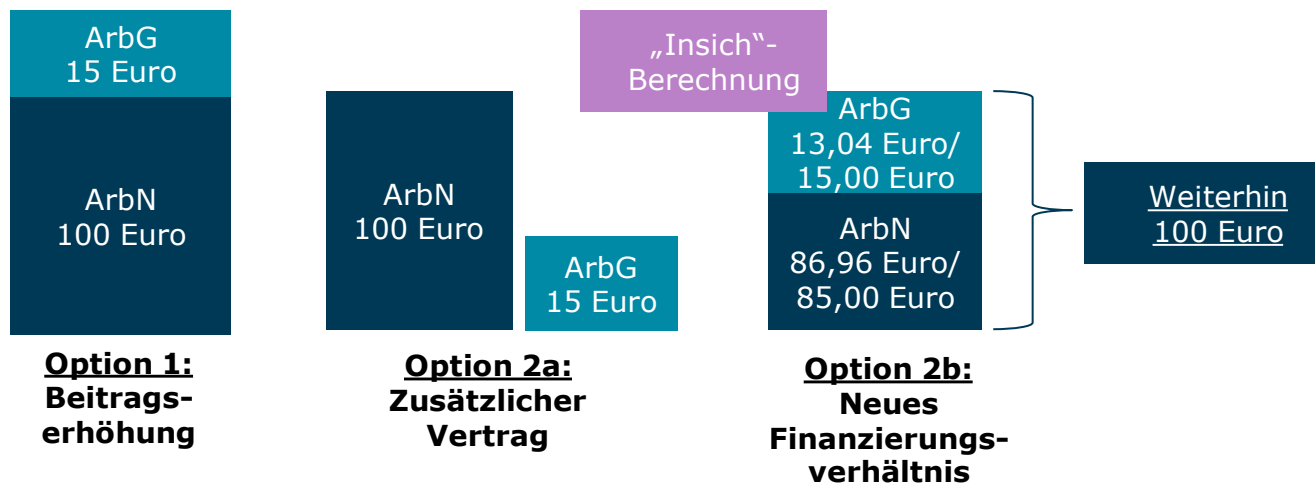 ArbG
15 Euro
ArbN
100 Euro
Option 1:
Beitrags-
erhöhung
ArbN
100 Euro
ArbG
15 Euro
Option 2a:
Zusätzlicher
Vertrag
„Insich“-
Berechnung
ArbG
13,04 Euro/
15,00 Euro
ArbN
86,96 Euro/
85,00 Euro
Option 2b:
Neues
Finanzierungs-
verhältnis
Weiterhin
100 Euro